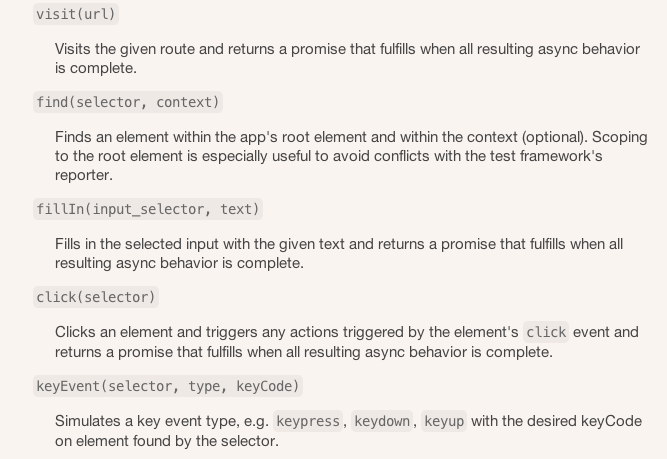 visit(url)
Visits the given route and returns a promise that fulfills when all resulting async behavior
is complete.
find(selector, context)
Finds an element within the app's root element and within the context (optional). Scoping
to the root element is especially useful to avoid conflicts with the test framework's
reporter.
fillIn(input_selector, text)
Fills in the selected input with the given text and returns a promise that fulfills when all
resulting async behavior is complete.
click(selector)
Clicks an element and triggers any actions triggered by the element's click event and
returns a promise that fulfills when all resulting async behavior is complete.
keyEvent(selector, type, keyCode)
Simulates a key event type, e.g. keypress, keydown, keyup with the desired keyCode
on element found by the selector.